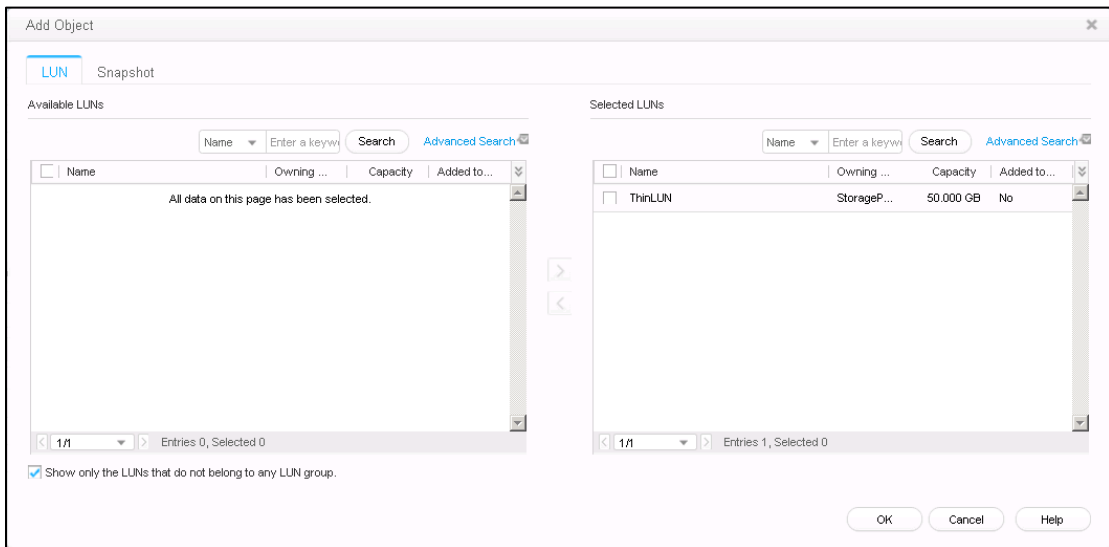 Add Object
LUN Snapshot
Available LUNs
Name Enter a keyw Search Advanced Search
Name Owning ... Capacity Added to...
All data on this page has been selected.
1/1 Entries 0, Selected 0
Show only the LUNs that do not belong to any LUN group.
Selected LUNs
Name Enter a keyw Search Advanced Search
Name Owning ... Capacity Added to...
ThinLUN StorageP... 50.000 GB No
1/1 Entries 1, Selected 0
OK Cancel Help